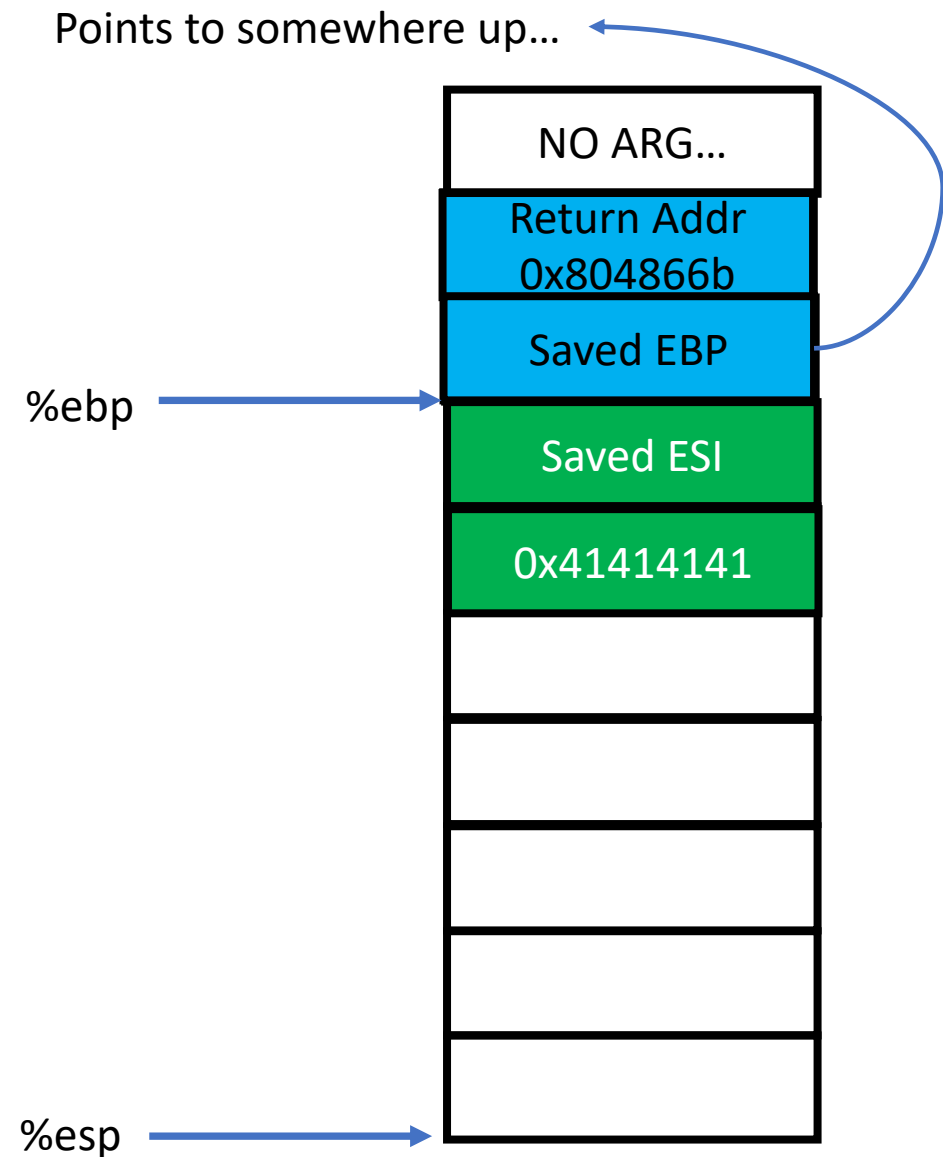 Points to somewhere up...
NO ARG...
Return Addr
0x804866b
Saved EBP
%ebp
Saved ESI
0x41414141
%esp